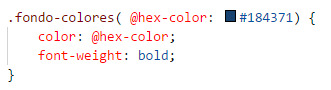 .fondo-colores( @hex-color: #184371) {
    color: @hex-color;
    font-weight: bold;
}